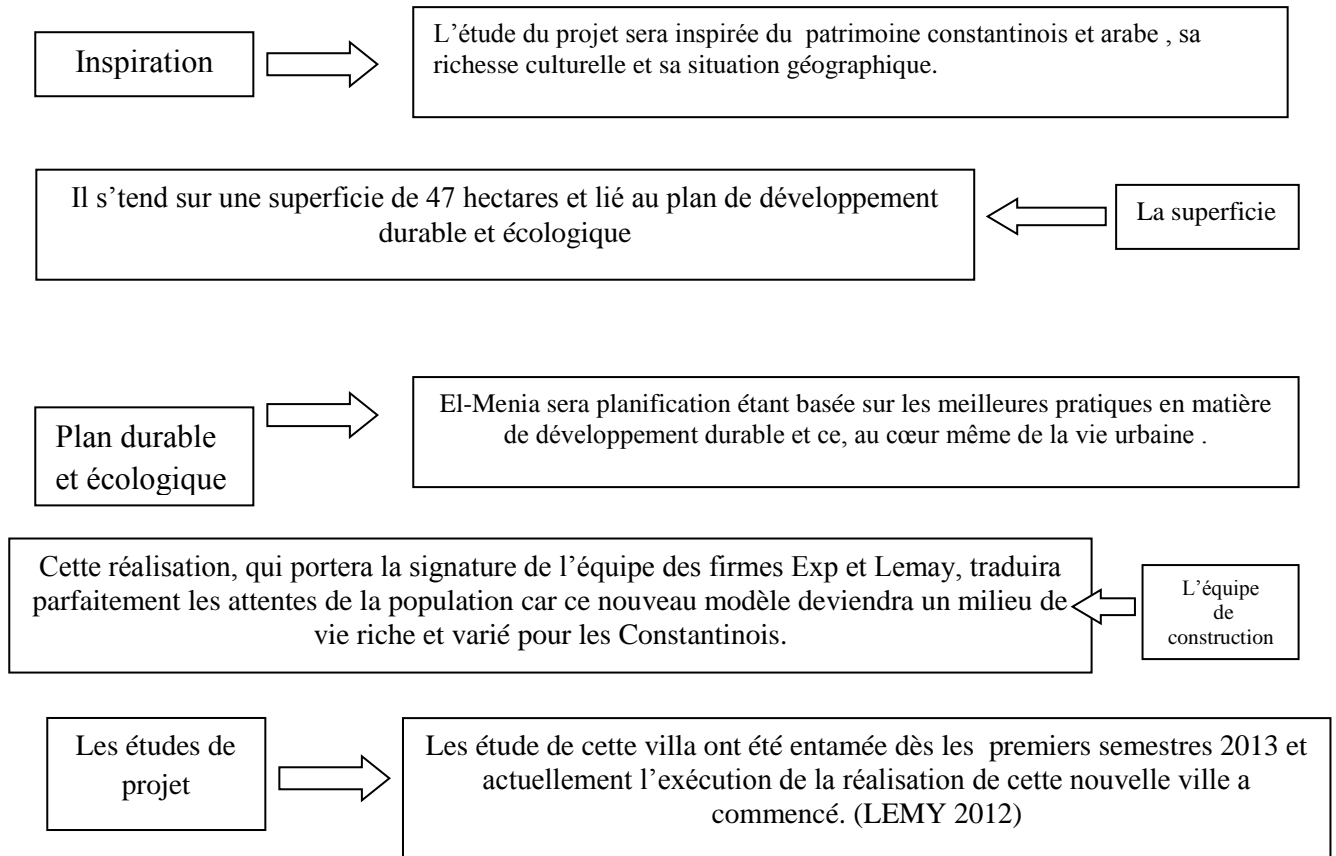 Inspiration
L’étude du projet sera inspirée du patrimoine constantinois et arabe , sa
richesse culturelle et sa situation géographique.
Il s’tend sur une superficie de 47 hectares et lié au plan de développement
durable et écologique
La superficie
Plan durable
et écologique
El-Menia sera planification étant basée sur les meilleures pratiques en matière
de développement durable et ce, au cœur même de la vie urbaine .
Cette réalisation, qui portera la signature de l’équipe des firmes Exp et Lemay, traduira
parfaitement les attentes de la population car ce nouveau modèle deviendra un milieu de
vie riche et varié pour les Constantinois.
L’équipe
de
construction
Les études de
projet
Les étude de cette villa ont été entamée dès les premiers semestres 2013 et
actuellement l’exécution de la réalisation de cette nouvelle ville a
commencé. (LEMY 2012)